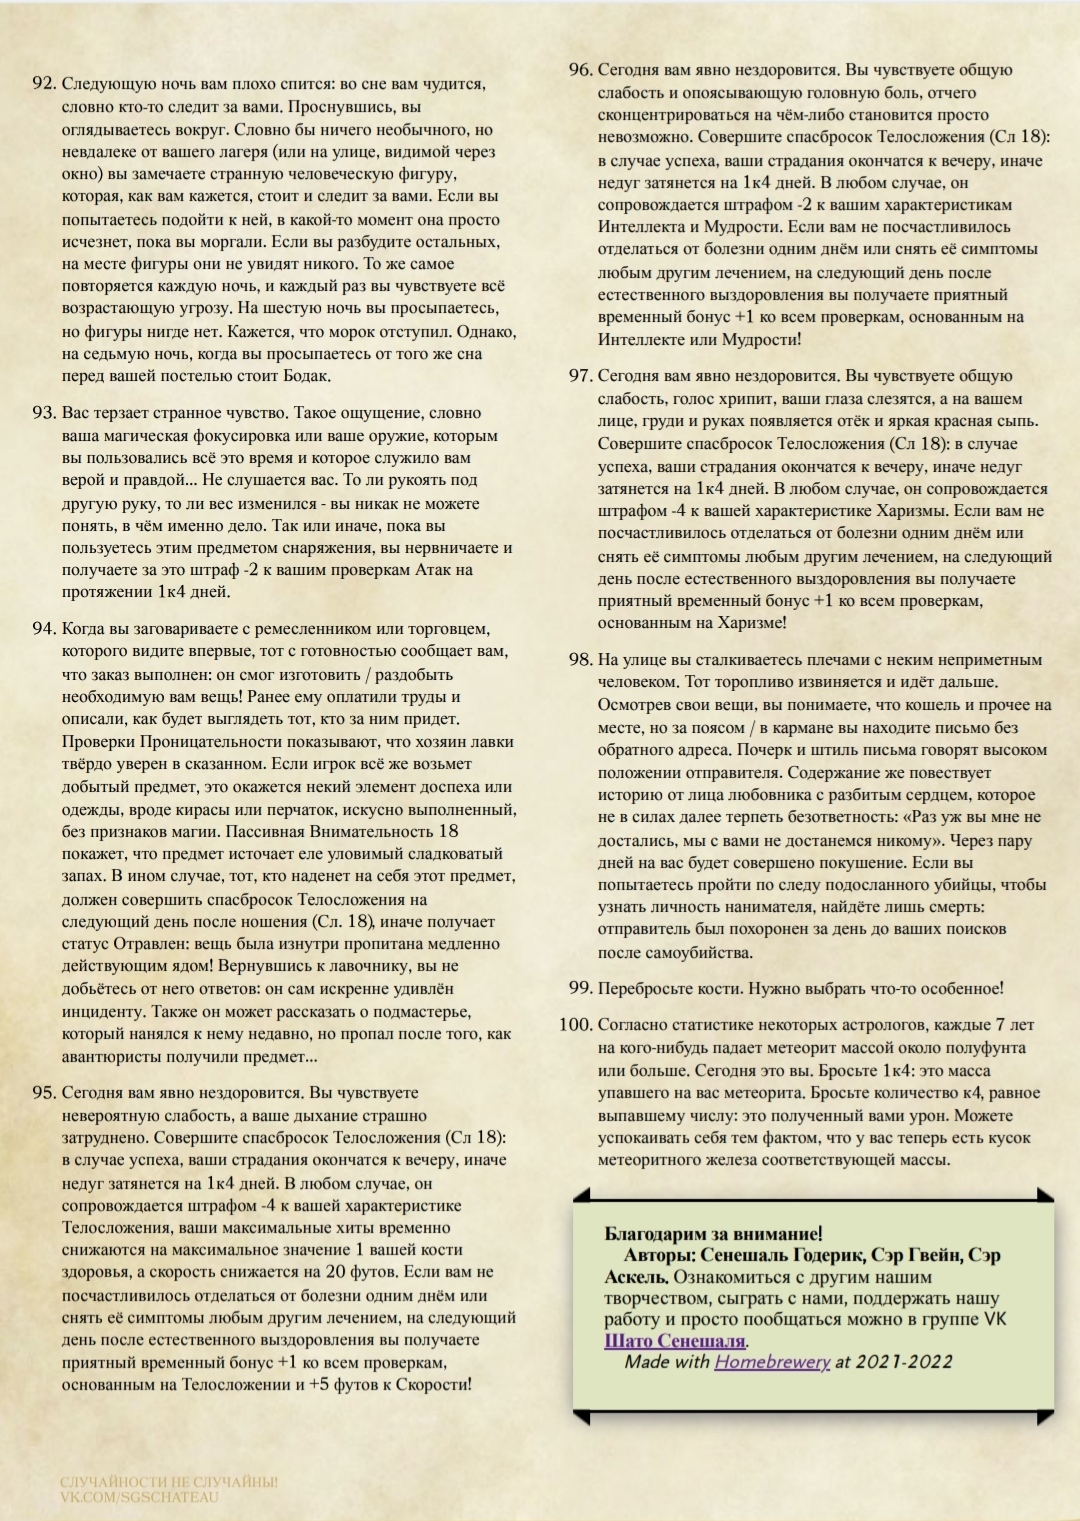 92. Следующую ночь вам плохо спится: во сне вам чудится,
словно кто-то следит за вами. Проснувшись, вы
оглядываетесь вокруг. Словно бы ничего необычного, но
невдалеке от вашего лагеря (или на улице, видимой через
окно) вы замечаете странную человеческую фигуру,
которая, как вам кажется, стоит и следит за вами. Если вы
попытаетесь подойти к ней, в какой-то момент она просто
исчезнет, пока вы моргали. Если вы разбудите остальных,
на месте фигуры они не увидят никого. То же самое
повторяется каждую ночь, и каждый раз вы чувствуете всё
возрастающую угрозу. На шестую ночь вы просыпаетесь,
но фигуры нигде нет. Кажется, что морок отступил. Однако,
на седьмую ночь, когда вы просыпаетесь от того же сна
перед вашей постелью стоит Бодак.
93. Вас терзает странное чувство. Такое ощущение, словно
ваша магическая фокусировка или ваше оружие, которым
вы пользовались всё это время и которое служило вам
верой и правдой... Не слушается вас. То ли рукоять под
другую руку, то ли вес изменился - вы никак не можете
понять, в чём именно дело. Так или иначе, пока вы
пользуетесь этим предметом снаряжения, вы нервничаете и
получаете за это штраф -2 к вашим проверкам Атак на
протяжении 1к4 дней.
94. Когда вы заговариваете с ремесленником или торговцем,
которого видите впервые, тот с готовностью сообщает вам,
что заказ выполнен: он смог изготовить / раздобыть
необходимую вам вещь! Ранее ему оплатили труды и
описали, как будет выглядеть тот, кто за ним придет.
Проверки Проницательности показывают, что хозяин лавки
твёрдо уверен в сказанном. Если игрок всё же возьмет
добытый предмет, это окажется некий элемент доспеха или
одежды, вроде кирасы или перчаток, искусно выполненный,
без признаков магии. Пассивная Внимательность 18
покажет, что предмет источает еле уловимый сладковатый
запах. В ином случае, тот, кто наденет на себя этот предмет,
должен совершить спасбросок Телосложения на
следующий день после ношения (Сл. 18), иначе получает
статус Отравлен: вещь была изнутри пропитана медленно
действующим ядом! Вернувшись к лавочнику, вы не
добьётесь от него ответов: он сам искренне удивлён
инциденту. Также он может рассказать о подмастерье,
который нанялся к нему недавно, но пропал после того, как
авантюристы получили предмет...
95. Сегодня вам явно нездоровится. Вы чувствуете
невероятную слабость, а ваше дыхание страшно
затруднено. Совершите спасбросок Телосложения (Сл 18):
в случае успеха, ваши страдания окончатся к вечеру, иначе
недуг затянется на 1к4 дней. В любом случае, он
сопровождается штрафом -4 к вашей характеристике
Телосложения, ваши максимальные хиты временно
снижаются на максимальное значение 1 вашей кости
здоровья, а скорость снижается на 20 футов. Если вам не
посчастливилось отделаться от болезни одним днём или
снять её симптомы любым другим лечением, на следующий
день после естественного выздоровления вы получаете
приятный временный бонус +1 ко всем проверкам,
основанным на Телосложении и +5 футов к Скорости!
96. Сегодня вам явно нездоровится. Вы чувствуете общую
слабость и опоясывающую головную боль, отчего
сконцентрироваться на чём-либо становится просто
невозможно. Совершите спасбросок Телосложения (Сл 18):
в случае успеха, ваши страдания окончатся к вечеру, иначе
недуг затянется на 1к4 дней. В любом случае, он
сопровождается штрафом -2 к вашим характеристикам
Интеллекта и Мудрости. Если вам не посчастливилось
отделаться от болезни одним днём или снять её симптомы
любым другим лечением, на следующий день после
естественного выздоровления вы получаете приятный
временный бонус +1 ко всем проверкам, основанным на
Интеллекте или Мудрости!
97. Сегодня вам явно нездоровится. Вы чувствуете общую
слабость, голос хрипит, ваши глаза слезятся, а на вашем
лице, груди и руках появляется отёк и яркая красная сыпь.
Совершите спасбросок Телосложения (Сл 18): в случае
успеха, ваши страдания окончатся к вечеру, иначе недуг
затянется на 1к4 дней. В любом случае, он сопровождается
штрафом -4 к вашей характеристике Харизмы. Если вам не
посчастливилось отделаться от болезни одним днём или
снять её симптомы любым другим лечением, на следующий
день после естественного выздоровления вы получаете
приятный временный бонус +1 ко всем проверкам,
основанным на Харизме!
98. На улице вы сталкиваетесь плечами с неким неприметным
человеком. Тот торопливо извиняется и идёт дальше.
Осмотрев свои вещи, вы понимаете, что кошель и прочее на
месте, но за поясом / в кармане вы находите письмо без
обратного адреса. Почерк и штиль письма говорят высоком
положении отправителя. Содержание же повествует
историю от лица любовника с разбитым сердцем, которое
не в силах далее терпеть безответность: «Раз уж вы мне не
достались, мы с вами не достанемся никому». Через пару
дней на вас будет совершено покушение. Если вы
попытаетесь пройти по следу подосланного убийцы, чтобы
узнать личность нанимателя, найдёте лишь смерть:
отправитель был похоронен за день до ваших поисков
после самоубийства.
99. Перебросьте кости. Нужно выбрать что-то особенное!
100. Согласно статистике некоторых астрологов, каждые 7 лет
на кого-нибудь падает метеорит массой около полуфунта
или больше. Сегодня это вы. Бросьте 1к4: это масса
упавшего на вас метеорита. Бросьте количество к4, равное
выпавшему числу: это полученный вами урон. Можете
успокаивать себя тем фактом, что у вас теперь есть кусок
метеоритного железа соответствующей массы.
Благодарим за внимание!
Авторы: Сенешаль Годерик, Сэр Гвейн, Сэр
Аскель. Ознакомиться с другим нашим
творчеством, сыграть с нами, поддержать нашу
работу и просто пообщаться можно в группе VK
Шато Сенешаля.
Made with Homebrewery at 2021-2022
СЛУЧАЙНОСТИ НЕ СЛУЧАЙНЫ!
VK.COM/SGSCHATEAU